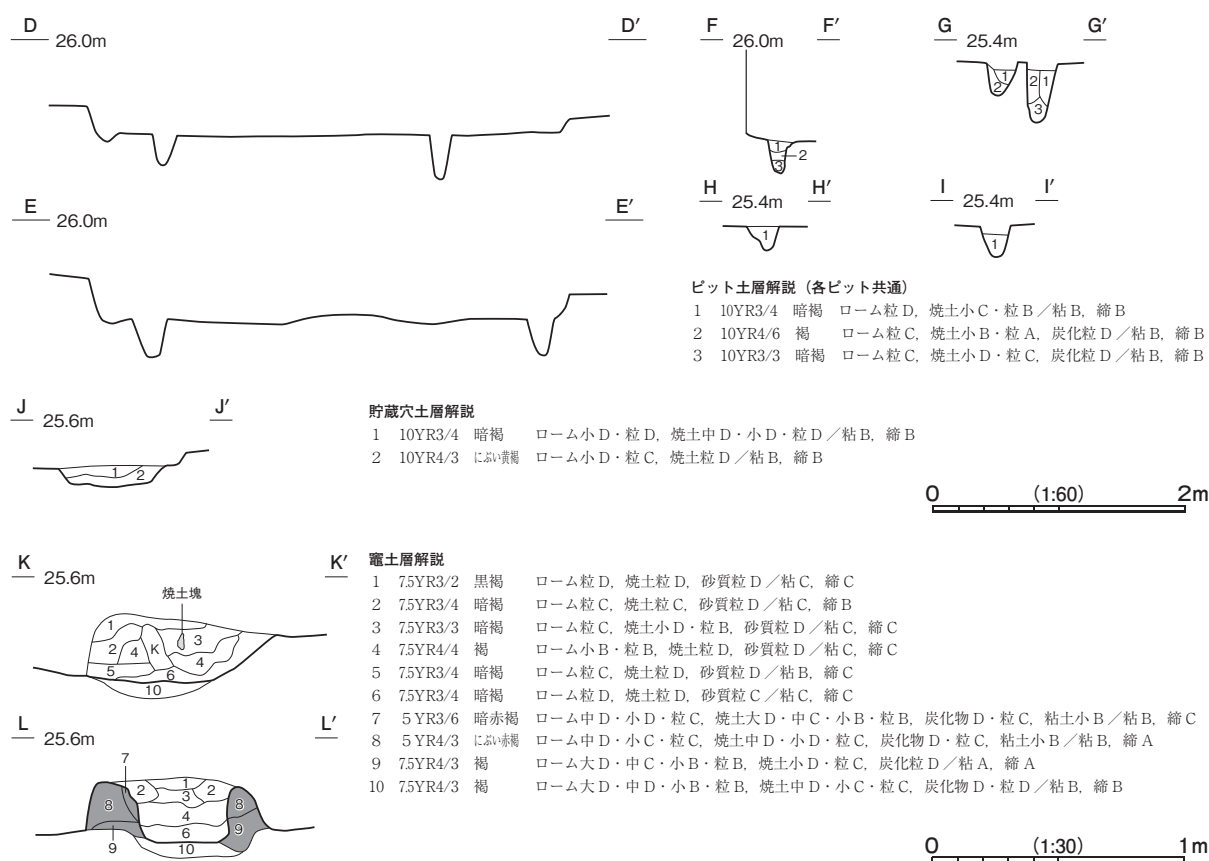 D 26.0m D′
F 26.0m F′
G 25.4m G′
1
2
2 1
3
1
2
3
E 26.0m E′
H 25.4m H′
1
I 25.4m I′
1
ピット土層解説（各ピット共通）
1 10YR3/4 暗褐 ローム粒 D，焼土小 C・粒 B／粘 B，締 B
2 10YR4/6 褐 ローム粒 C，焼土小 B・粒 A，炭化粒 D／粘 B，締 B
3 10YR3/3 暗褐 ローム粒 C，焼土小 D・粒 C，炭化粒 D／粘 B，締 B
J 25.6m J′
1 2
貯蔵穴土層解説
1 10YR3/4 暗褐 ローム小 D・粒 D，焼土中 D・小 D・粒 D／粘 B，締 B
2 10YR4/3 にぶい黄褐 ローム小 D・粒 C，焼土粒 D／粘 B，締 B
0 (1:60) 2m
K 25.6m K′
焼土塊
1
3
2 4 K
4
5 6
10
竈土層解説
1 7.5YR3/2 黒褐 ローム粒 D，焼土粒 D，砂質粒 D／粘 C，締 C
2 7.5YR3/4 暗褐 ローム粒 C，焼土粒 C，砂質粒 D／粘 C，締 B
3 7.5YR3/3 暗褐 ローム粒 C，焼土小 D・粒 B，砂質粒 D／粘 C，締 C
4 7.5YR4/4 褐 ローム小 B・粒 B，焼土粒 D，砂質粒 D／粘 C，締 C
5 7.5YR3/4 暗褐 ローム粒 C，焼土粒 D，砂質粒 D／粘 B，締 C
6 7.5YR3/4 暗褐 ローム粒 D，焼土粒 D，砂質粒 C／粘 C，締 C
7 5 YR3/6 暗赤褐 ローム中 D・小 D・粒 C，焼土大 D・中 C・小 B・粒 B，炭化物 D・粒 C，粘土小 B／粘 B，締 C
8 5 YR4/3 にぶい赤褐 ローム中 D・小 C・粒 C，焼土中 D・小 D・粒 C，炭化物 D・粒 C，粘土小 B／粘 B，締 A
9 7.5YR4/3 褐 ローム大 D・中 C・小 B・粒 B，焼土小 D・粒 C，炭化粒 D／粘 A，締 A
10 7.5YR4/3 褐 ローム大 D・中 D・小 B・粒 B，焼土中 D・小 C・粒 C，炭化物 D・粒 D／粘 B，締 B
L 25.6m L′
7
1
2 3 2
8 8
4
6 9
9 10
0 (1:30) 1m